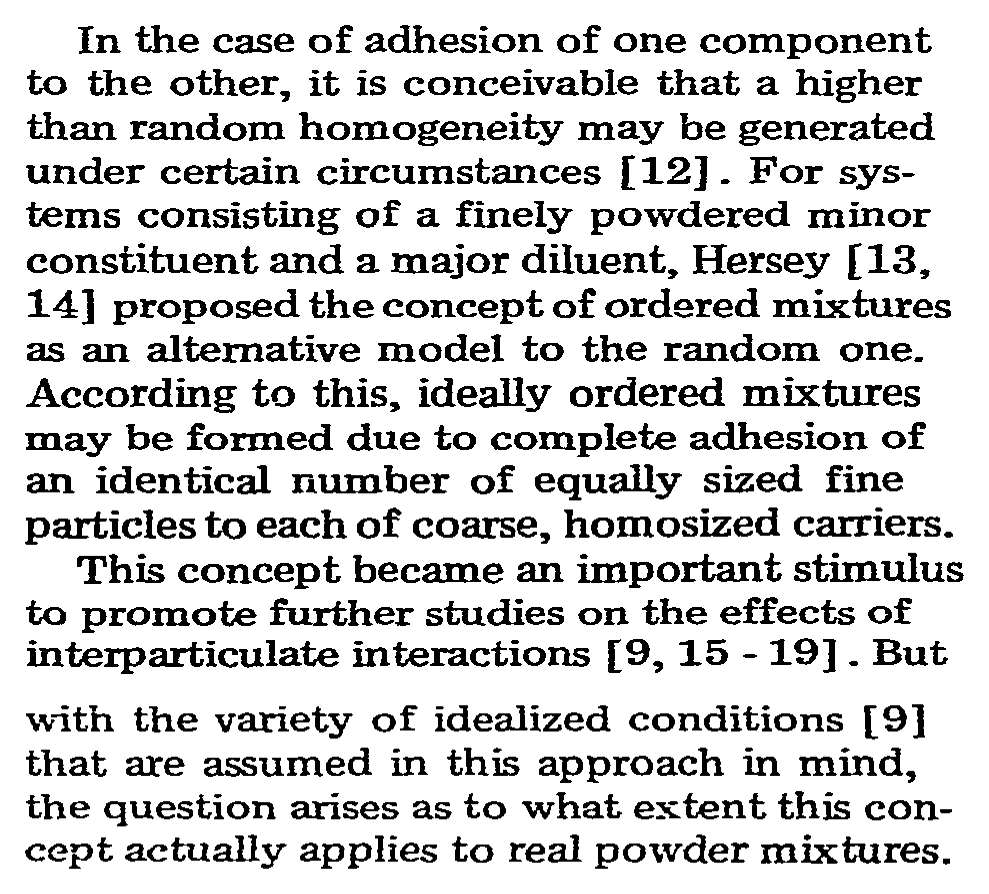 In the case of adhesion of one component
to the other, it is conceivable that a higher
than random homogeneity may be generated
under certain circumstances [12]. For sys-
tems consisting of a finely powdered minor
constituent and a major diluent, Hersey [13,
14] proposed the concept of ordered mixtures
as an alternative model to the random one.
According to this, ideally ordered mixtures
may be formed due to complete adhesion of
an identical number of equally sized fine
particles to each of coarse, homosized carriers.
This concept became an important stimulus
to promote further studies on the effects of
interparticulate interactions [9, 15 - 19]. But
with the variety of idealized conditions [9]
that are assumed in this approach in mind,
the question arises as to what extent this con-
cept actually applies to real powder mixtures.